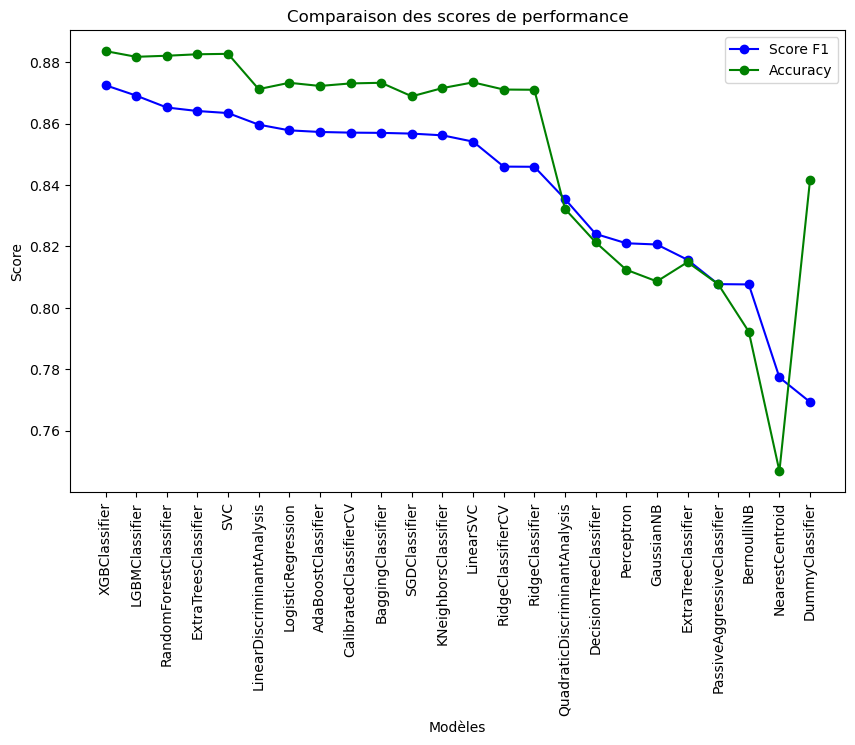 Comparaison des scores de performance
Score F1
Accuracy
0.88
0.86
0.84
0.82
0.80
0.78
0.76
Score
XGBClassifier
LGBMClassifier
RandomForestClassifier
ExtraTreesClassifier
SVC
LinearDiscriminantAnalysis
LogisticRegression
AdaBoostClassifier
CalibratedClassifierCV
BaggingClassifier
SGDClassifier
KNeighborsClassifier
LinearSVC
RidgeClassifierCV
RidgeClassifier
QuadraticDiscriminantAnalysis
DecisionTreeClassifier
Perceptron
GaussianNB
ExtraTreeClassifier
PassiveAggressiveClassifier
BernoulliNB
NearestCentroid
DummyClassifier
Modèles